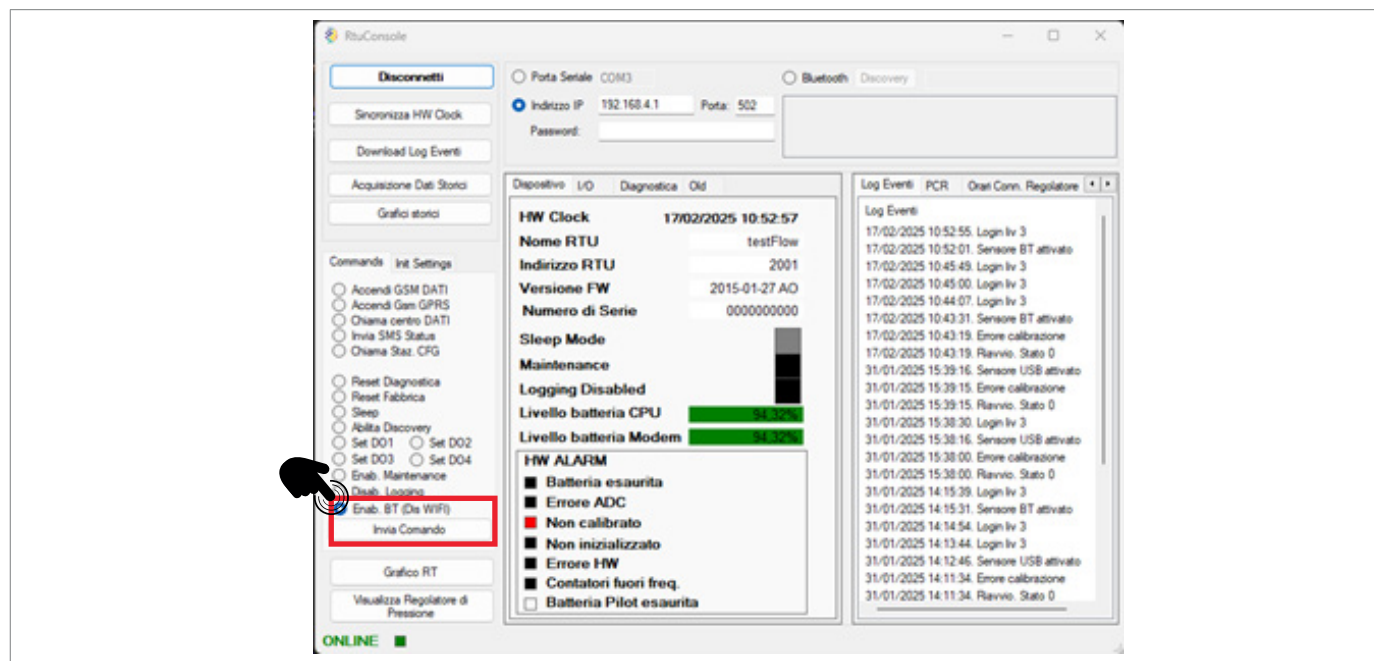 RtuConsole
Disconnetti
Sincronizza HW Clock
Download Log Eventi
Acquisizione Dati Storici
Grafici storici
Porta Seriale COM3
Bluetooth Discovery
Indirizzo IP 192.168.4.1 Porta: 502
Password:
Commands Init Settings
Accendi GSM DATI
Accendi Gsm GPRS
Chiama centro DATI
Invia SMS Status
Chiama Staz. CFG
Reset Diagnostica
Reset Fabbrica
Sleep
Abilita Discovery
Set DO1 Set DO2
Set DO3 Set DO4
Enab. Maintenance
Disab. Logging
Enab. BT (Dis WIFI)
Invia Comando
Grafico RT
Visualizza Regolatore di
Pressione
ONLINE
Dispositivo I/O Diagnostica Old
HW Clock 17/02/2025 10:52:57
Nome RTU testFlow
Indirizzo RTU 2001
Versione FW 2015-01-27 AO
Numero di Serie 0000000000
Sleep Mode
Maintenance
Logging Disabled
Livello batteria CPU 94,32%
Livello batteria Modem 94,32%
HW ALARM
Batteria esaurita
Errore ADC
Non calibrato
Non inizializzato
Errore HW
Contatori fuori freq.
Batteria Pilot esaurita
Log Eventi PCR Orari Conn. Regolatore
Log Eventi
17/02/2025 10:52:55. Login liv 3
17/02/2025 10:52:01. Sensore BT attivato
17/02/2025 10:45:49. Login liv 3
17/02/2025 10:45:00. Login liv 3
17/02/2025 10:44:07. Login liv 3
17/02/2025 10:43:31. Sensore BT attivato
17/02/2025 10:43:19. Errore calibrazione
17/02/2025 10:43:19. Riavvio. Stato 0
31/01/2025 15:39:16. Sensore USB attivato
31/01/2025 15:39:15. Errore calibrazione
31/01/2025 15:39:15. Riavvio. Stato 0
31/01/2025 15:38:30. Login liv 3
31/01/2025 15:38:16. Sensore USB attivato
31/01/2025 15:38:00. Errore calibrazione
31/01/2025 15:38:00. Riavvio. Stato 0
31/01/2025 14:15:39. Login liv 3
31/01/2025 14:15:31. Sensore BT attivato
31/01/2025 14:14:54. Login liv 3
31/01/2025 14:13:44. Login liv 3
31/01/2025 14:12:46. Sensore USB attivato
31/01/2025 14:11:34. Errore calibrazione
31/01/2025 14:11:34. Riavvio. Stato 0